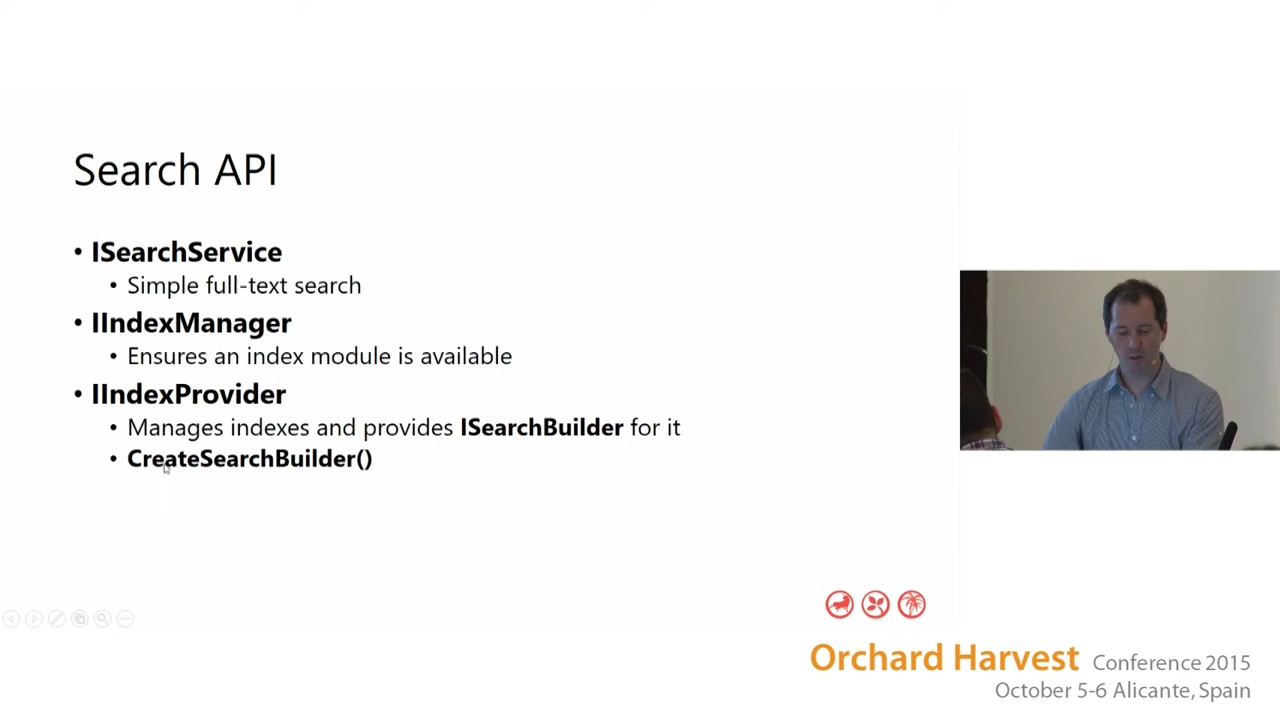 Search API
• ISearchService
• Simple full-text search
• IIndexManager
• Ensures an index module is available
• IIndexProvider
• Manages indexes and provides ISearchBuilder for it
• CreateSearchBuilder()
Orchard Harvest Conference 2015
October 5-6 Alicante, Spain